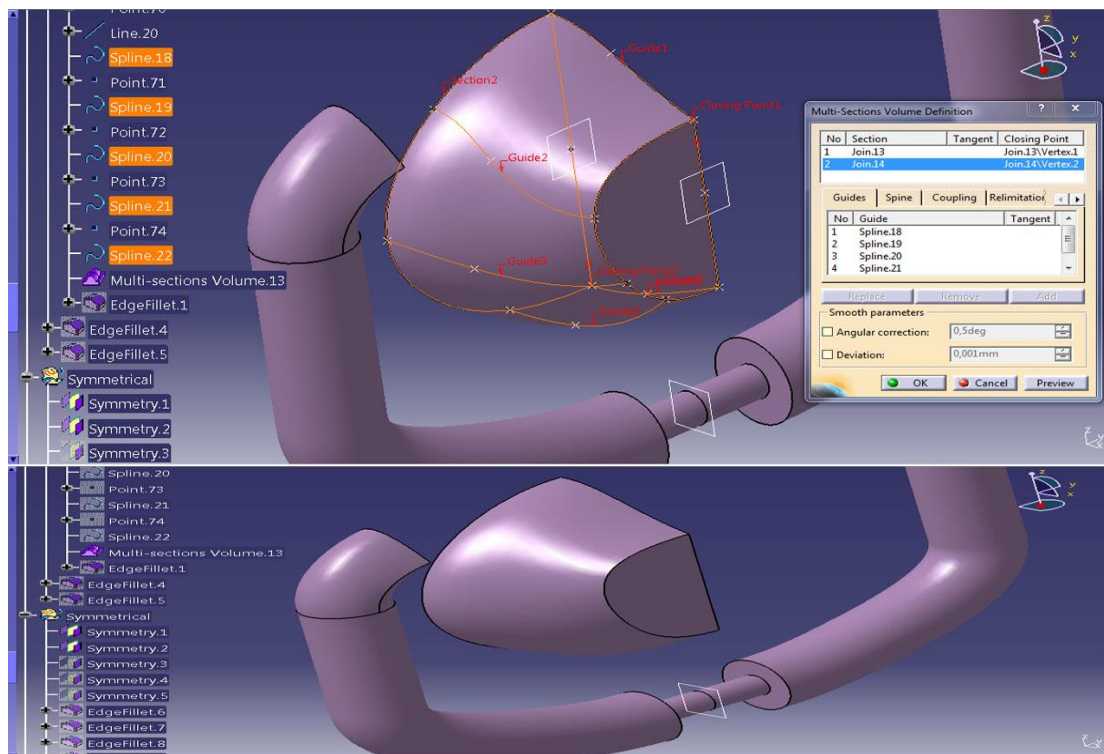 Point.70
Line.20
Spline.18
Point.71
Spline.19
Point.72
Spline.20
Point.73
Spline.21
Point.74
Spline.22
Multi-sections Volume.13
EdgeFillet.1
EdgeFillet.4
EdgeFillet.5
Symmetrical
Symmetry.1
Symmetry.2
Symmetry.3
Guide1
Section2
Closing Point1
Guide2
Guide3
z
y
x
Multi-Sections Volume Definition
No Section Tangent Closing Point
1 Join.13 Join.13\Vertex.1
2 Join.14 Join.14\Vertex.2
Guides Spine Coupling Relimitation
No Guide Tangent
1 Spline.18
2 Spline.19
3 Spline.20
4 Spline.21
Replace Remove Add
Smooth parameters
Angular correction: 0,5deg
Deviation: 0,001mm
OK Cancel Preview
Spline.20
Point.73
Spline.21
Point.74
Spline.22
Multi-sections Volume.13
EdgeFillet.1
EdgeFillet.4
EdgeFillet.5
Symmetrical
Symmetry.1
Symmetry.2
Symmetry.3
Symmetry.4
Symmetry.5
EdgeFillet.6
EdgeFillet.7
EdgeFillet.8
z
y
x